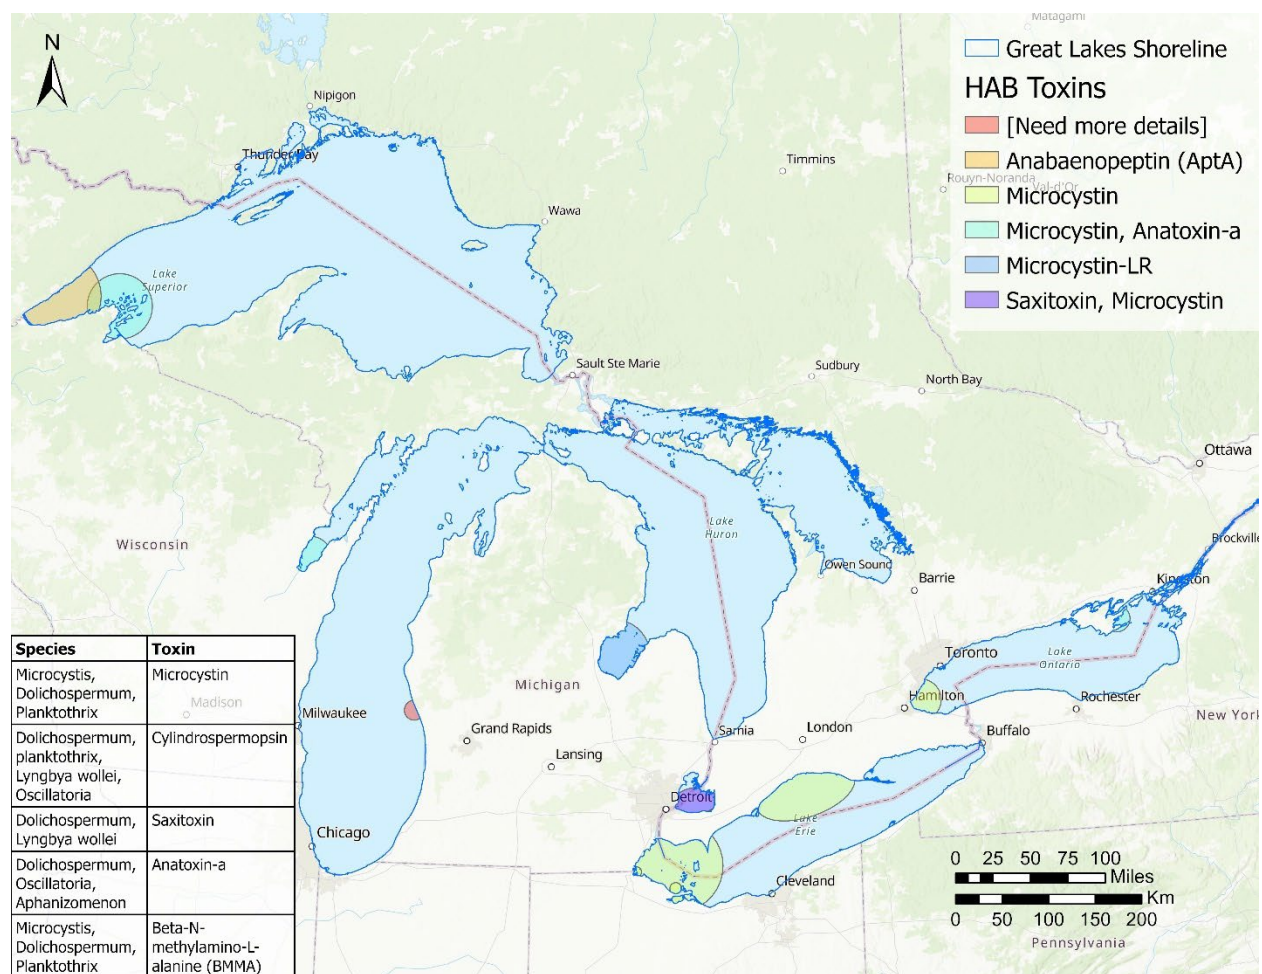 N
Matagami
Great Lakes Shoreline
HAB Toxins
[Need more details]
Anabaenopeptin (AptA)
Microcystin
Microcystin, Anatoxin-a
Microcystin-LR
Saxitoxin, Microcystin
Nipigon
Thunder Bay
Timmins
Rouyn-Noranda
Val-d'Or
Wawa
Lake
Superior
Sault Ste Marie
Sudbury
North Bay
Ottawa
Lake
Huron
Wisconsin
Owen Sound
Barrie
Brockville
Kingston
Toronto
Lake
Ontario
Michigan
Hamilton
Rochester
New York
Madison
Milwaukee
Grand Rapids
Lansing
Sarnia
London
Buffalo
Detroit
Chicago
Lake
Erie
Cleveland
Pennsylvania
Species Toxin
Microcystis, Microcystin
Dolichospermum,
Planktothrix
Dolichospermum, Cylindrospermopsin
planktothrix,
Lyngbya wollei,
Oscillatoria
Dolichospermum, Saxitoxin
Lyngbya wollei
Dolichospermum, Anatoxin-a
Oscillatoria,
Aphanizomenon
Microcystis, Beta-N-
Dolichospermum, methylamino-L-
Planktothrix alanine (BMMA)
0 25 50 75 100
Miles
Km
0 50 100 150 200